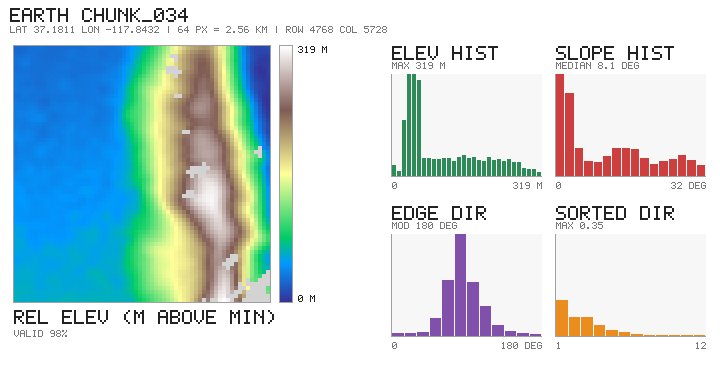 EARTH CHUNK_034
LAT 37.1811 LON -117.8432 | 64 PX = 2.56 KM | ROW 4768 COL 5728
319 M
0 M
REL ELEV (M ABOVE MIN)
VALID 98%
ELEV HIST
MAX 319 M
0 319 M
SLOPE HIST
MEDIAN 8.1 DEG
0 32 DEG
EDGE DIR
MOD 180 DEG
0 180 DEG
SORTED DIR
MAX 0.35
1 12